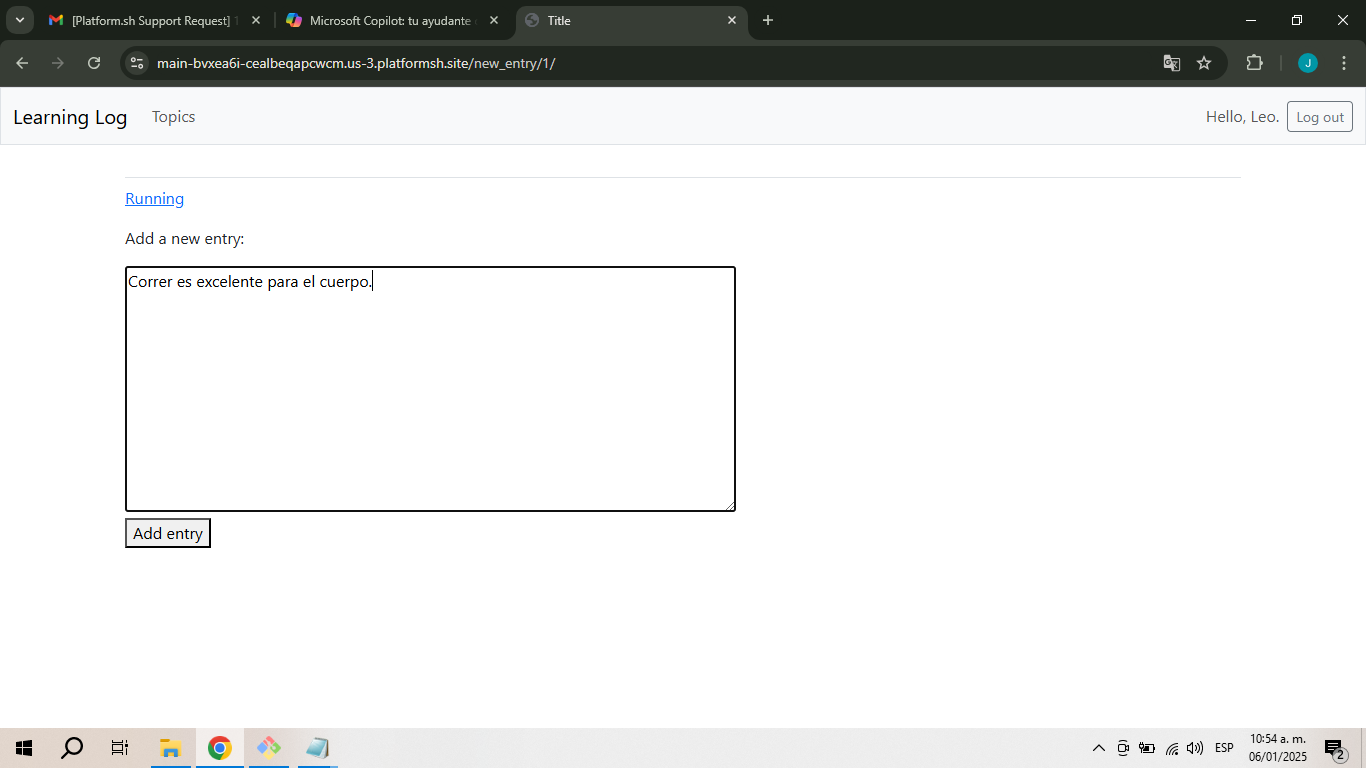 [Platform.sh Support Request] 1
Microsoft Copilot: tu ayudante
Title
main-bvxea6i-cealbeqapcwcm.us-3.platformsh.site/new_entry/1/
J
Learning Log
Topics
Hello, Leo.
Log out
Running
Add a new entry:
Correr es excelente para el cuerpo.
Add entry
ESP
10:54 a. m.
06/01/2025
2